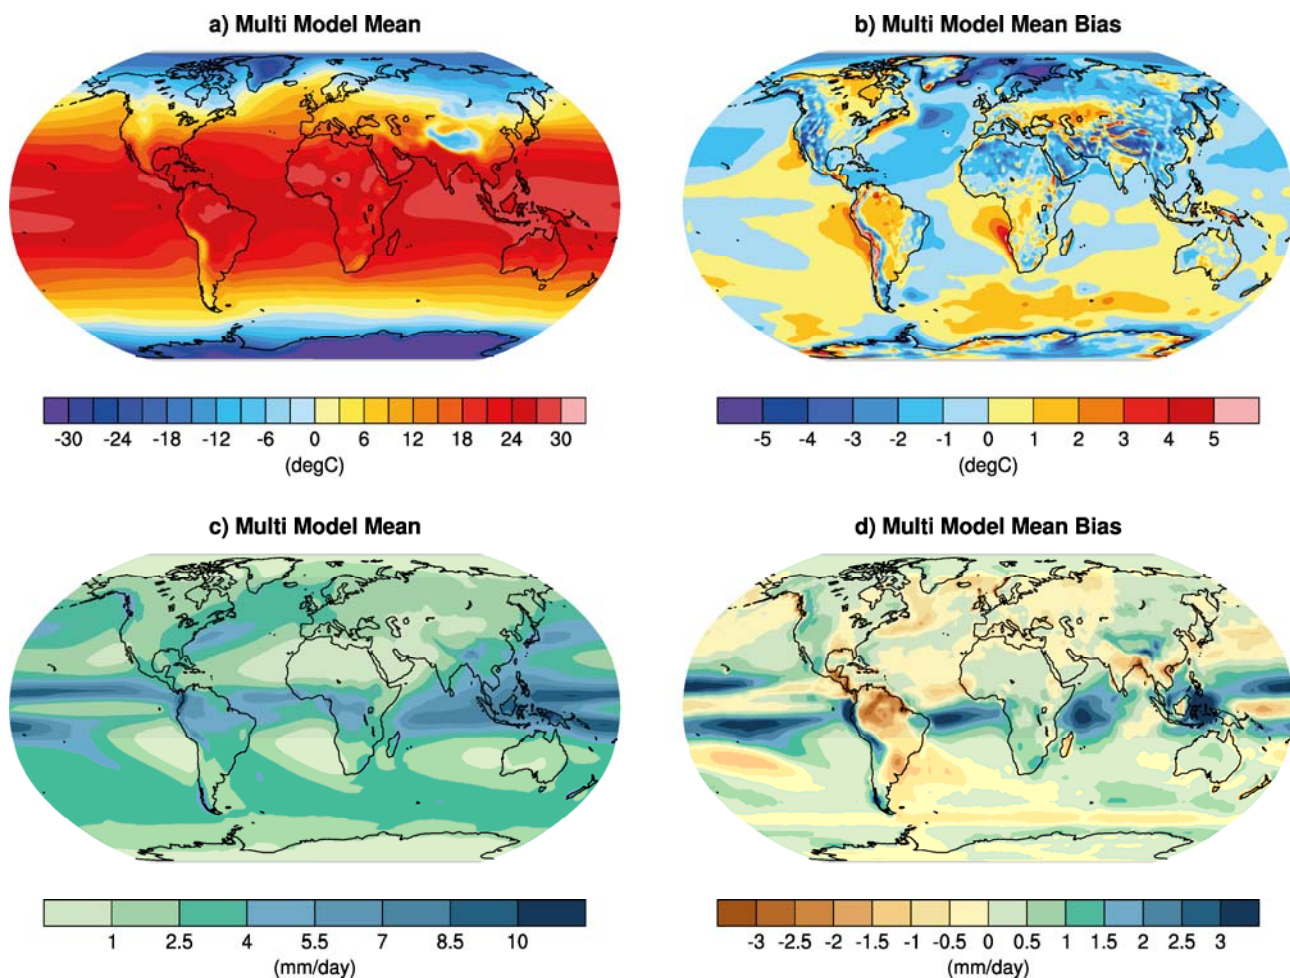 a) Multi Model Mean
b) Multi Model Mean Bias
-30 -24 -18 -12 -6 0 6 12 18 24 30
(degC)
-5 -4 -3 -2 -1 0 1 2 3 4 5
(degC)
c) Multi Model Mean
d) Multi Model Mean Bias
1 2.5 4 5.5 7 8.5 10
(mm/day)
-3 -2.5 -2 -1.5 -1 -0.5 0 0.5 1 1.5 2 2.5 3
(mm/day)